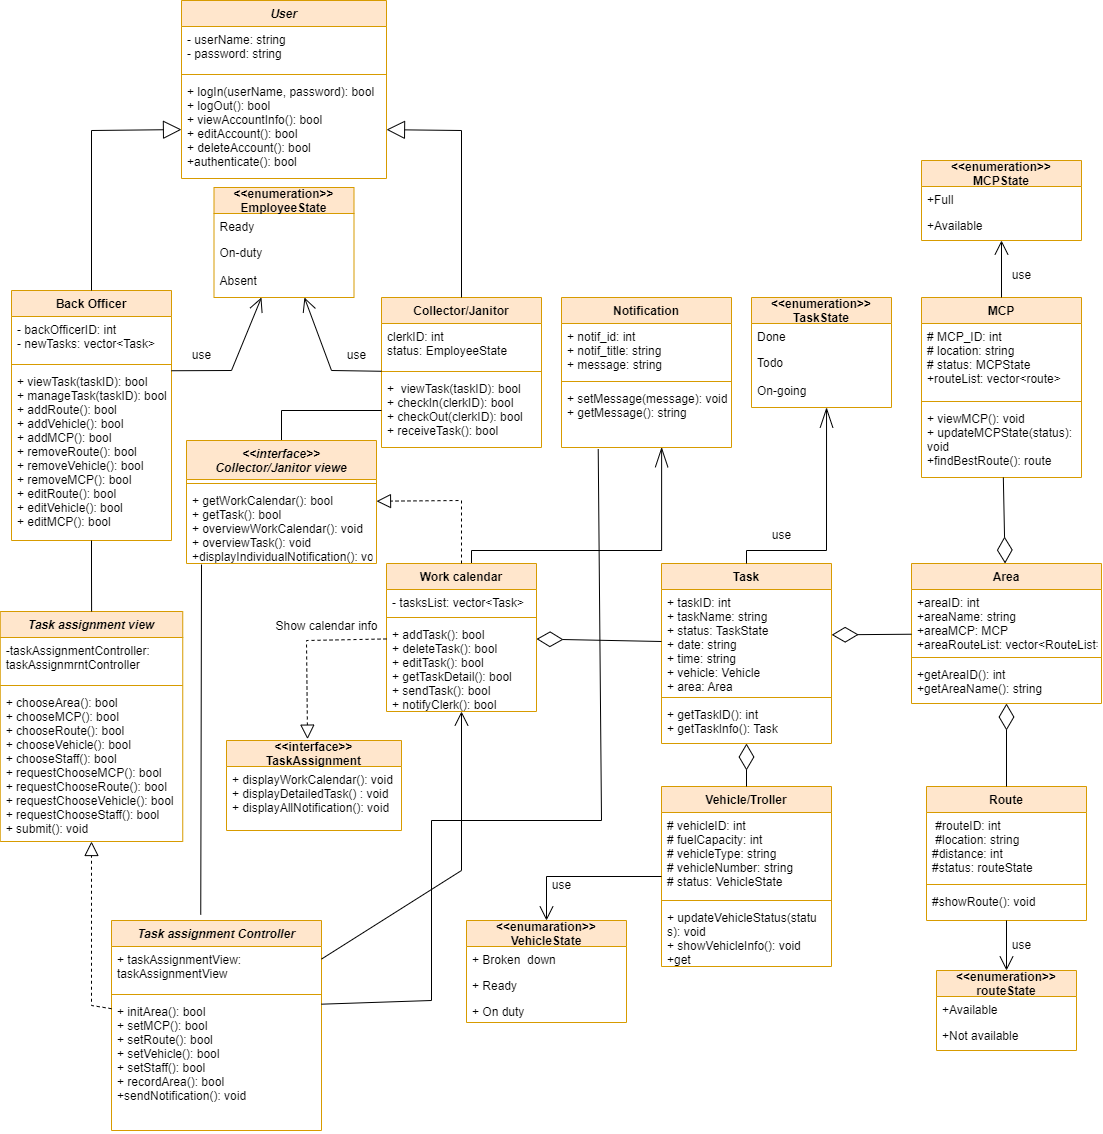 User
- userName: string
- password: string
+ logIn(userName, password): bool
+ logOut(): bool
+ viewAccountInfo(): bool
+ editAccount(): bool
+ deleteAccount(): bool
+authenticate(): bool
<<enumeration>>
EmployeeState
Ready
On-duty
Absent
<<enumeration>>
MCPState
+Full
+Available
use
Back Officer
- backOfficerID: int
- newTasks: vector<Task>
+ viewTask(taskID): bool
+ manageTask(taskID): bool
+ addRoute(): bool
+ addVehicle(): bool
+ addMCP(): bool
+ removeRoute(): bool
+ removeVehicle(): bool
+ removeMCP(): bool
+ editRoute(): bool
+ editVehicle(): bool
+ editMCP(): bool
use
use
Collector/Janitor
clerkID: int
status: EmployeeState
+  viewTask(taskID): bool
+ checkIn(clerkID): bool
+ checkOut(clerkID): bool
+ receiveTask(): bool
Notification
+ notif_id: int
+ notif_title: string
+ message: string
+ setMessage(message): void
+ getMessage(): string
<<enumeration>>
TaskState
Done
Todo
On-going
use
MCP
# MCP_ID: int
# location: string
# status: MCPState
+routeList: vector<route>
+ viewMCP(): void
+ updateMCPState(status):
void
+findBestRoute(): route
<<interface>>
Collector/Janitor viewe
+ getWorkCalendar(): bool
+ getTask(): bool
+ overviewWorkCalendar(): void
+ overviewTask(): void
+displayIndividualNotification(): vo
Work calendar
- tasksList: vector<Task>
+ addTask(): bool
+ deleteTask(): bool
+ editTask(): bool
+ getTaskDetail(): bool
+ sendTask(): bool
+ notifyClerk(): bool
Show calendar info
Task
+ taskID: int
+ taskName: string
+ status: TaskState
+ date: string
+ time: string
+ vehicle: Vehicle
+ area: Area
+ getTaskID(): int
+ getTaskInfo(): Task
Area
+areaID: int
+areaName: string
+areaMCP: MCP
+areaRouteList: vector<RouteList>
+getAreaID(): int
+getAreaName(): string
Task assignment view
-taskAssignmentController:
taskAssignmrntController
+ chooseArea(): bool
+ chooseMCP(): bool
+ chooseRoute(): bool
+ chooseVehicle(): bool
+ chooseStaff(): bool
+ requestChooseMCP(): bool
+ requestChooseRoute(): bool
+ requestChooseVehicle(): bool
+ requestChooseStaff(): bool
+ submit(): void
<<interface>>
TaskAssignment
+ displayWorkCalendar(): void
+ displayDetailedTask() : void
+ displayAllNotification(): void
Vehicle/Troller
# vehicleID: int
# fuelCapacity: int
# vehicleType: string
# vehicleNumber: string
# status: VehicleState
+ updateVehicleStatus(statu
s): void
+ showVehicleInfo(): void
+get
use
Route
#routeID: int
#location: string
#distance: int
#status: routeState
#showRoute(): void
use
Task assignment Controller
+ taskAssignmentView:
taskAssignmentView
+ initArea(): bool
+ setMCP(): bool
+ setRoute(): bool
+ setVehicle(): bool
+ setStaff(): bool
+ recordArea(): bool
+sendNotification(): void
<<enumaration>>
VehicleState
+ Broken  down
+ Ready
+ On duty
<<enumeration>>
routeState
+Available
+Not available